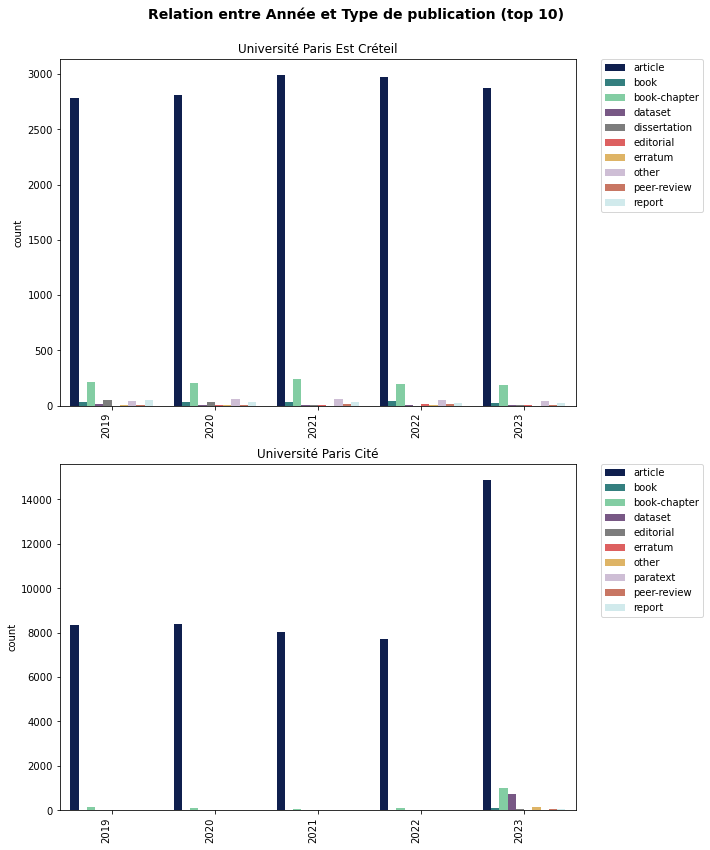 Relation entre Année et Type de publication (top 10)
Université Paris Est Créteil
3000
2500
2000
1500
1000
500
0
count
2019
2020
2021
2022
2023
article
book
book-chapter
dataset
dissertation
editorial
erratum
other
peer-review
report
Université Paris Cité
14000
12000
10000
8000
6000
4000
2000
0
count
2019
2020
2021
2022
2023
article
book
book-chapter
dataset
editorial
erratum
other
paratext
peer-review
report